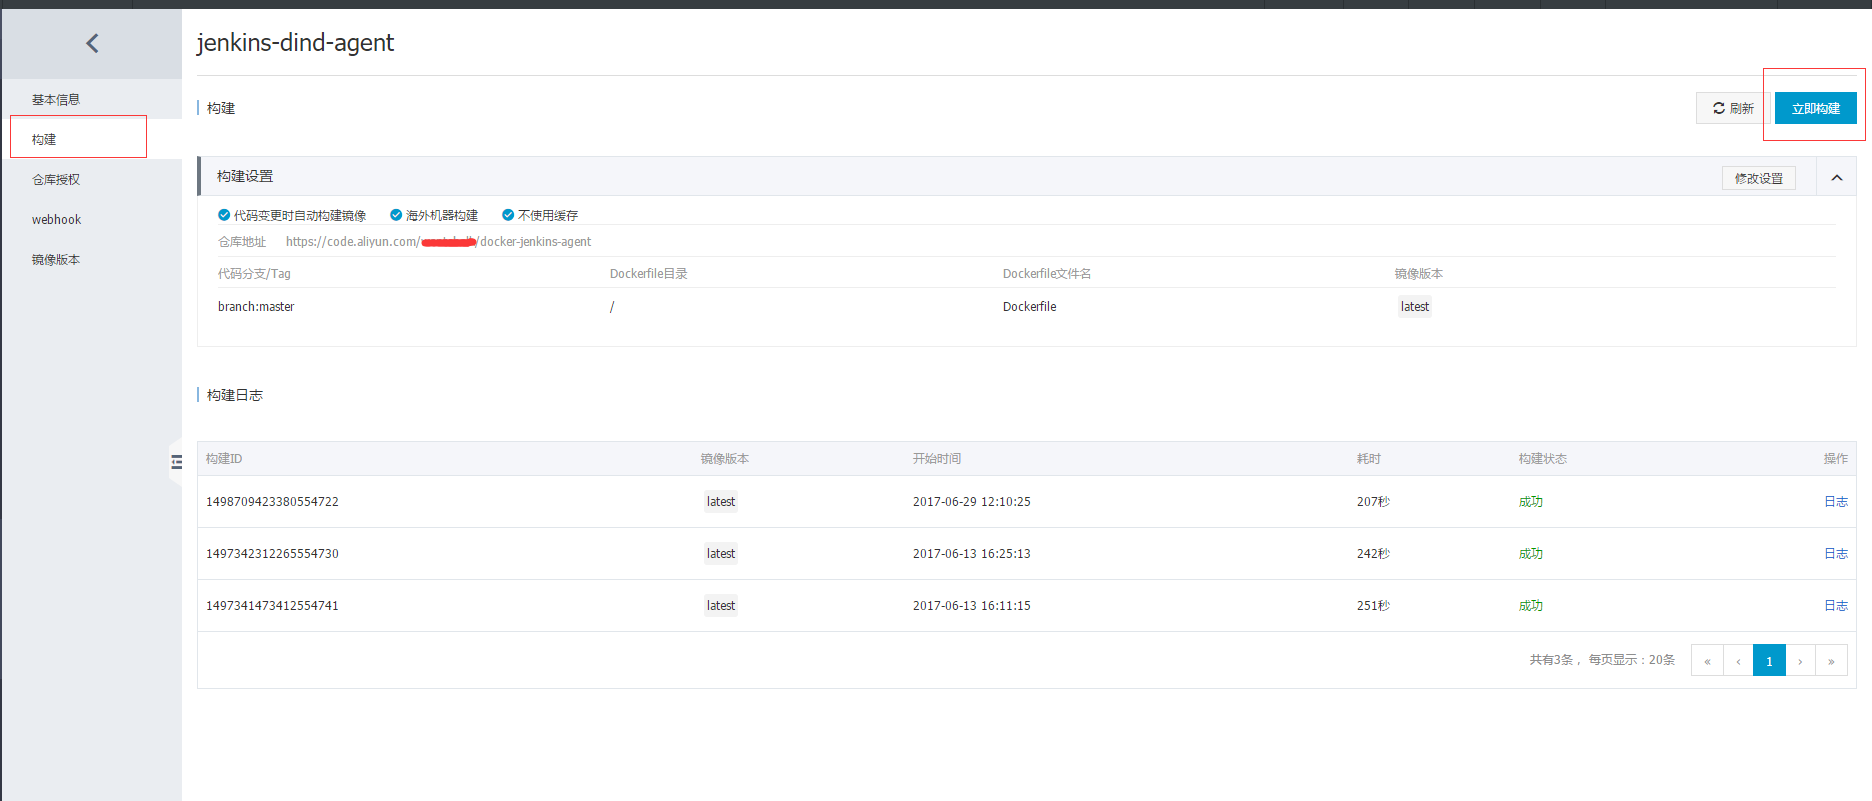 jenkins-dind-agent
基本信息
构建
仓库授权
webhook
镜像版本
构建
刷新
立即构建
构建设置
修改设置
代码变更时自动构建镜像 海外机器构建 不使用缓存
仓库地址 https://code.aliyun.com/ /docker-jenkins-agent
代码分支/Tag Dockerfile目录 Dockerfile文件名 镜像版本
branch:master / Dockerfile latest
构建日志
构建ID 镜像版本 开始时间 耗时 构建状态 操作
1498709423380554722 latest 2017-06-29 12:10:25 207秒 成功 日志
1497342312265554730 latest 2017-06-13 16:25:13 242秒 成功 日志
1497341473412554741 latest 2017-06-13 16:11:15 251秒 成功 日志
共有3条， 每页显示：20条 « ‹ 1 › »